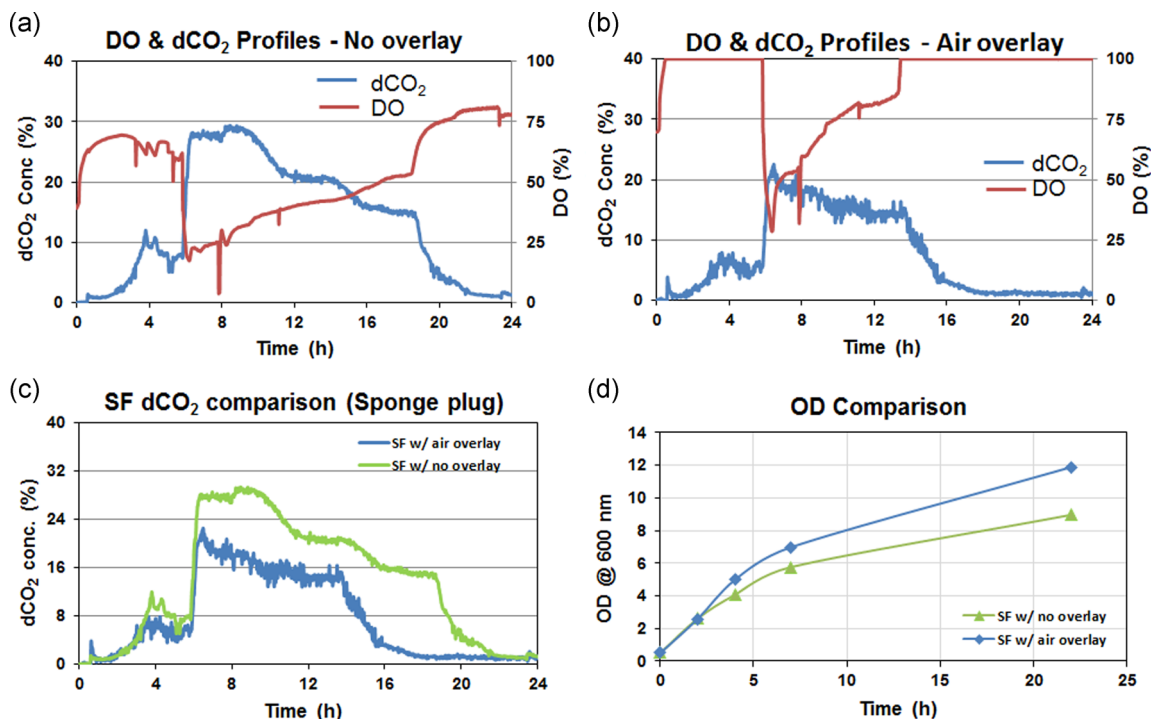 (a)
DO & dCO₂ Profiles - No overlay
dCO₂
DO
dCO₂ Conc (%)
40
30
20
10
0
DO (%)
100
75
50
25
0
0 4 8 12 16 20 24
Time (h)
(b)
DO & dCO₂ Profiles - Air overlay
dCO₂
DO
dCO₂ Conc (%)
40
30
20
10
0
DO (%)
100
80
60
40
20
0
0 4 8 12 16 20 24
Time (h)
(c)
SF dCO₂ comparison (Sponge plug)
SF w/ air overlay
SF w/ no overlay
dCO₂ conc. (%)
40
32
24
16
8
0
0 4 8 12 16 20 24
Time (h)
(d)
OD Comparison
OD @ 600 nm
14
12
10
8
6
4
2
0
SF w/ no overlay
SF w/ air overlay
0 5 10 15 20 25
Time (h)